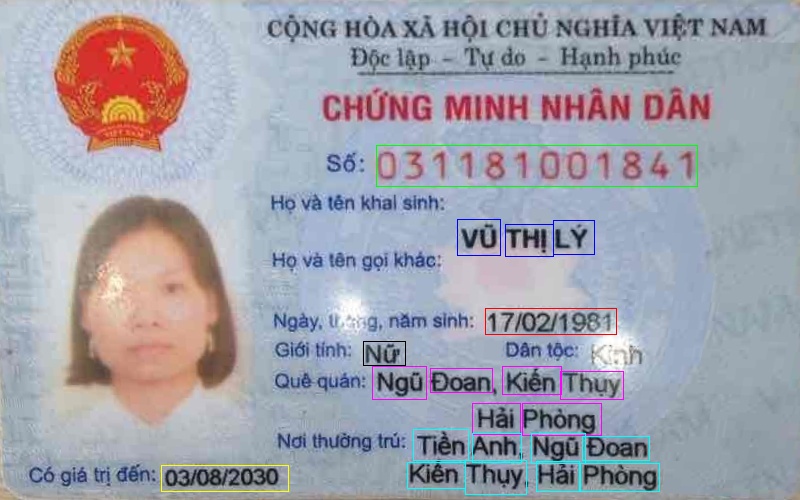 CỘNG HÒA XÃ HỘI CHỦ NGHĨA VIỆT NAM
Độc lập - Tự do - Hạnh phúc
CHỨNG MINH NHÂN DÂN
Số: 031181001841
Họ và tên khai sinh:
VŨ THỊ LÝ
Họ và tên gọi khác:
Ngày, tháng, năm sinh: 17/02/1981
Giới tính: Nữ Dân tộc: Kinh
Quê quán: Ngũ Đoan, Kiến Thụy
Hải Phòng
Nơi thường trú: Tiền Anh, Ngũ Đoan
Kiến Thụy, Hải Phòng
Có giá trị đến: 03/08/2030
VIỆT NAM